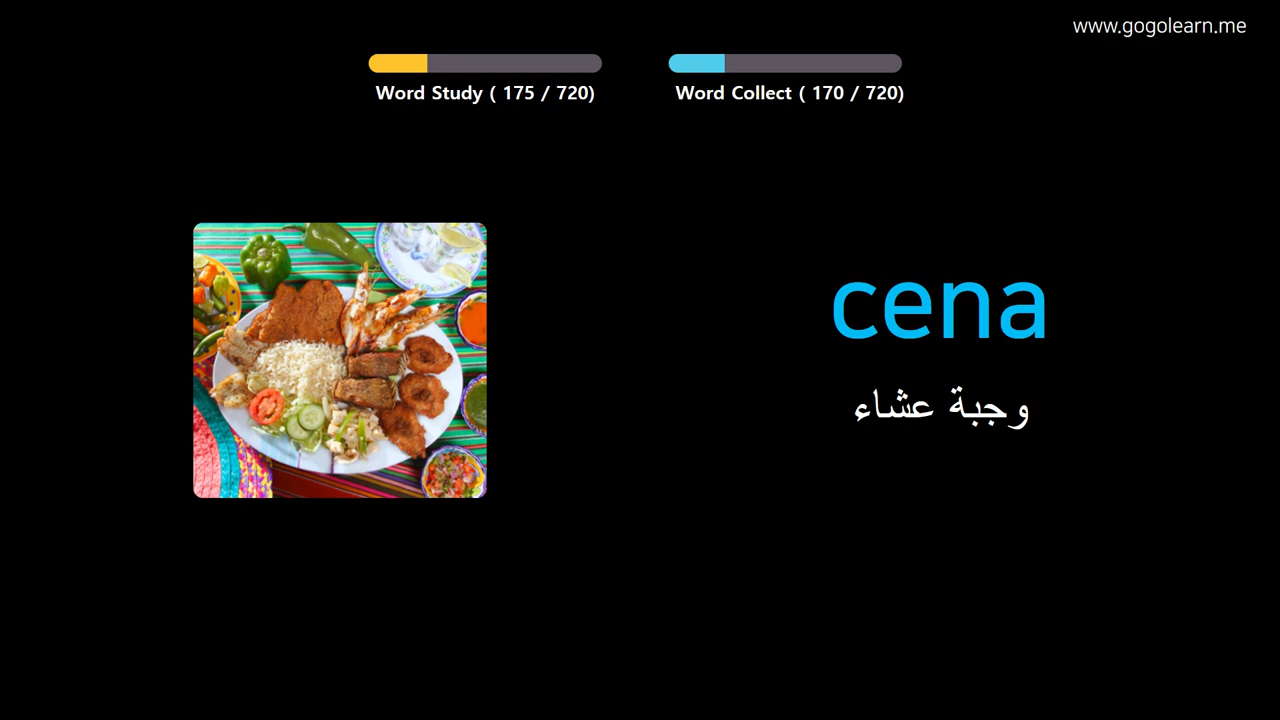 www.gogolearn.me
Word Study ( 175 / 720)
Word Collect ( 170 / 720)
cena
وجبة عشاء